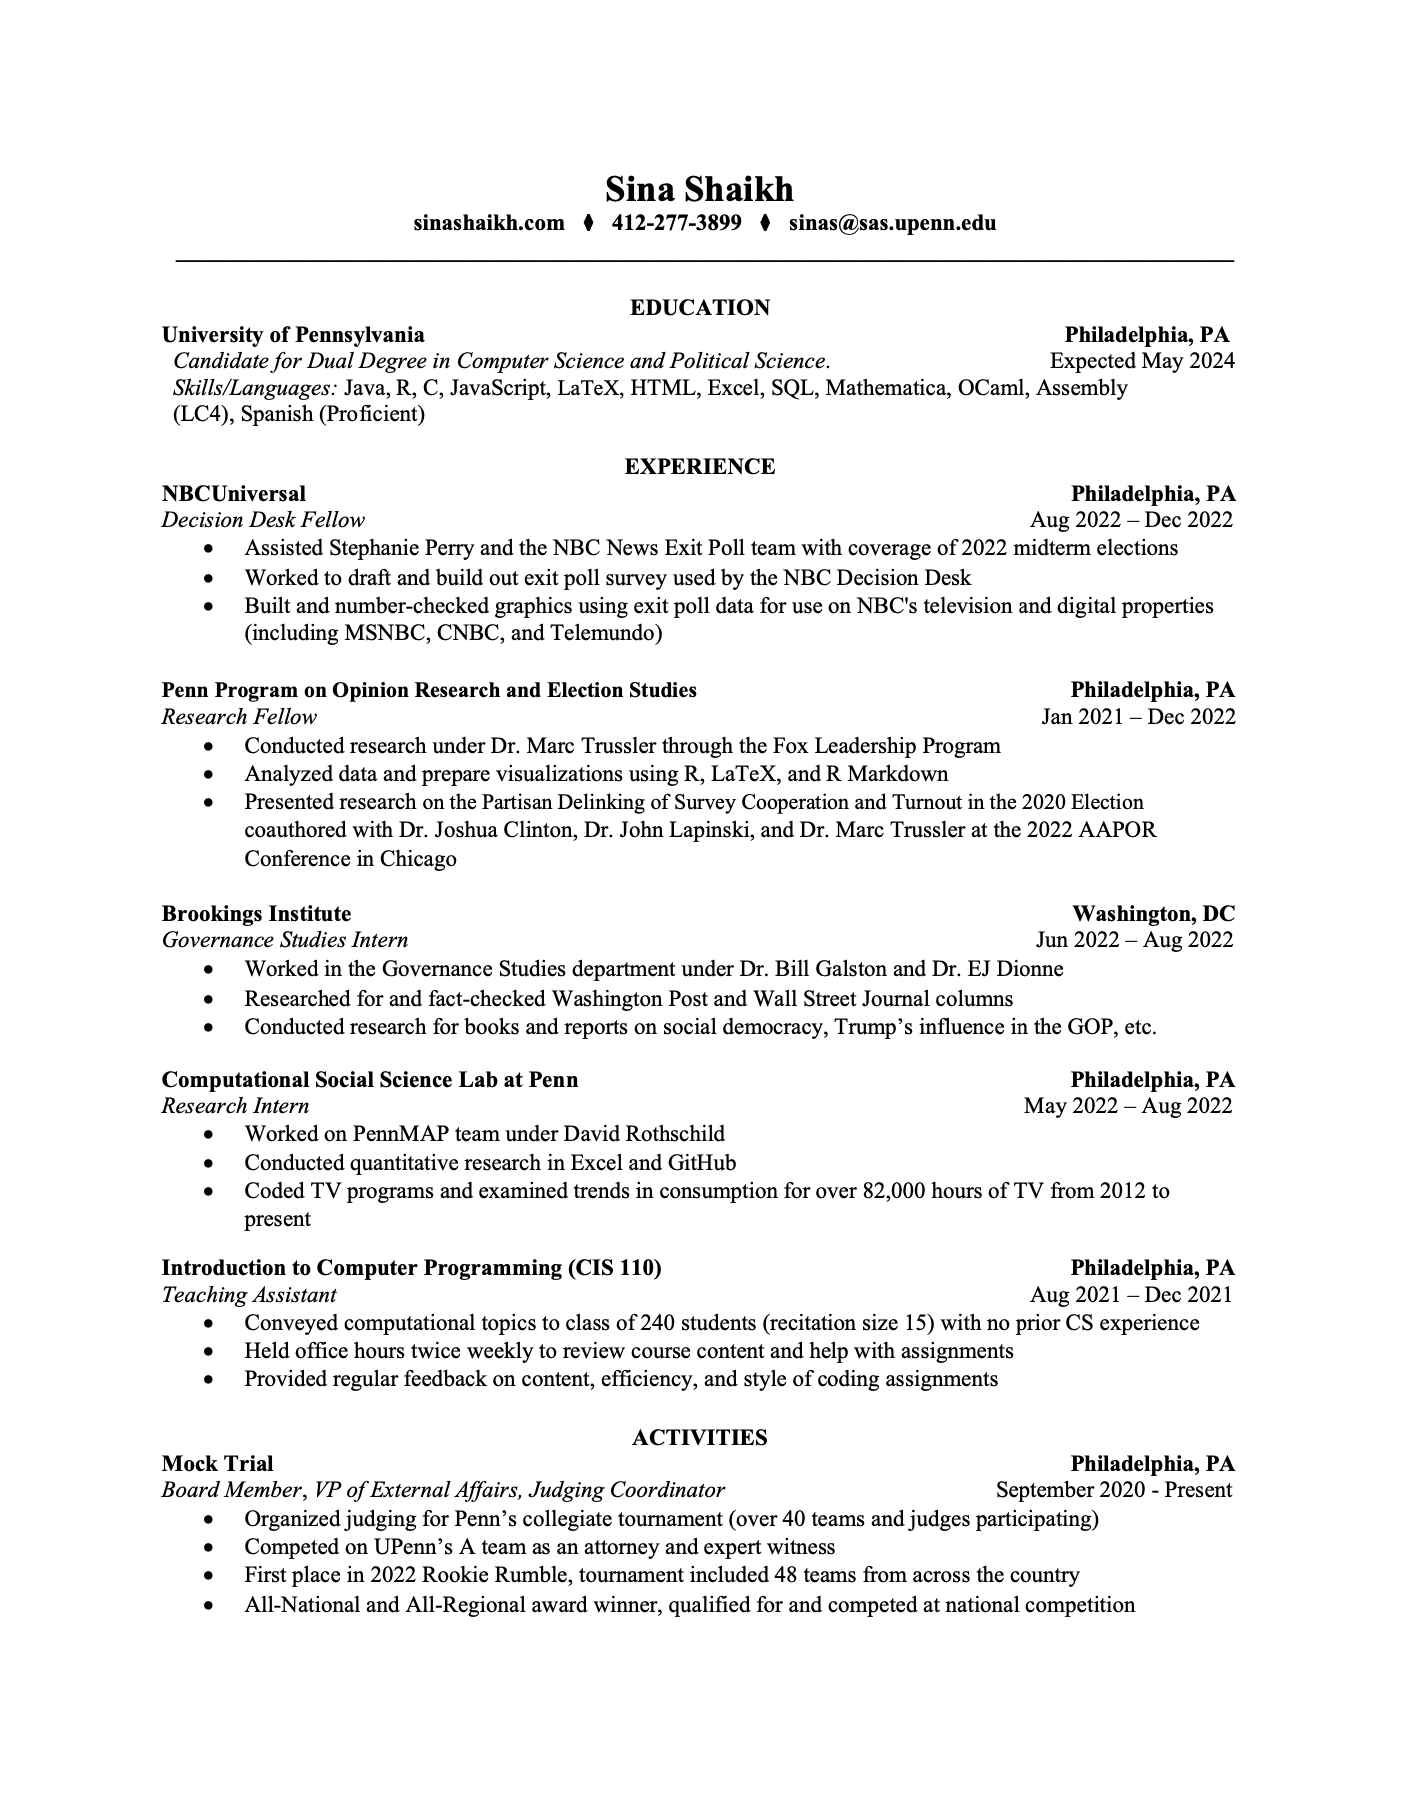 Sina Shaikh
sinashaikh.com ⧫ 412-277-3899 ⧫ sinas@sas.upenn.edu
EDUCATION
University of Pennsylvania Philadelphia, PA
Candidate for Dual Degree in Computer Science and Political Science. Expected May 2024
Skills/Languages: Java, R, C, JavaScript, LaTeX, HTML, Excel, SQL, Mathematica, OCaml, Assembly
(LC4), Spanish (Proficient)
EXPERIENCE
NBCUniversal Philadelphia, PA
Decision Desk Fellow Aug 2022 – Dec 2022
• Assisted Stephanie Perry and the NBC News Exit Poll team with coverage of 2022 midterm elections
• Worked to draft and build out exit poll survey used by the NBC Decision Desk
• Built and number-checked graphics using exit poll data for use on NBC's television and digital properties
(including MSNBC, CNBC, and Telemundo)
Penn Program on Opinion Research and Election Studies Philadelphia, PA
Research Fellow Jan 2021 – Dec 2022
• Conducted research under Dr. Marc Trussler through the Fox Leadership Program
• Analyzed data and prepare visualizations using R, LaTeX, and R Markdown
• Presented research on the Partisan Delinking of Survey Cooperation and Turnout in the 2020 Election
coauthored with Dr. Joshua Clinton, Dr. John Lapinski, and Dr. Marc Trussler at the 2022 AAPOR
Conference in Chicago
Brookings Institute Washington, DC
Governance Studies Intern Jun 2022 – Aug 2022
• Worked in the Governance Studies department under Dr. Bill Galston and Dr. EJ Dionne
• Researched for and fact-checked Washington Post and Wall Street Journal columns
• Conducted research for books and reports on social democracy, Trump’s influence in the GOP, etc.
Computational Social Science Lab at Penn Philadelphia, PA
Research Intern May 2022 – Aug 2022
• Worked on PennMAP team under David Rothschild
• Conducted quantitative research in Excel and GitHub
• Coded TV programs and examined trends in consumption for over 82,000 hours of TV from 2012 to
present
Introduction to Computer Programming (CIS 110) Philadelphia, PA
Teaching Assistant Aug 2021 – Dec 2021
• Conveyed computational topics to class of 240 students (recitation size 15) with no prior CS experience
• Held office hours twice weekly to review course content and help with assignments
• Provided regular feedback on content, efficiency, and style of coding assignments
ACTIVITIES
Mock Trial Philadelphia, PA
Board Member, VP of External Affairs, Judging Coordinator September 2020 - Present
• Organized judging for Penn’s collegiate tournament (over 40 teams and judges participating)
• Competed on UPenn’s A team as an attorney and expert witness
• First place in 2022 Rookie Rumble, tournament included 48 teams from across the country
• All-National and All-Regional award winner, qualified for and competed at national competition